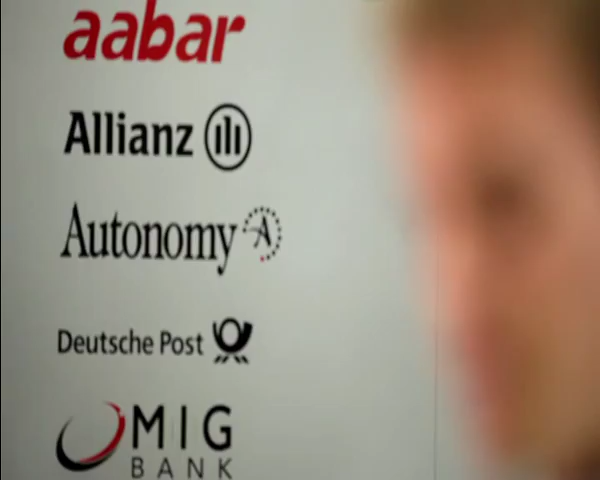 aabar
Allianz
Autonomy
Deutsche Post
MIG
BANK